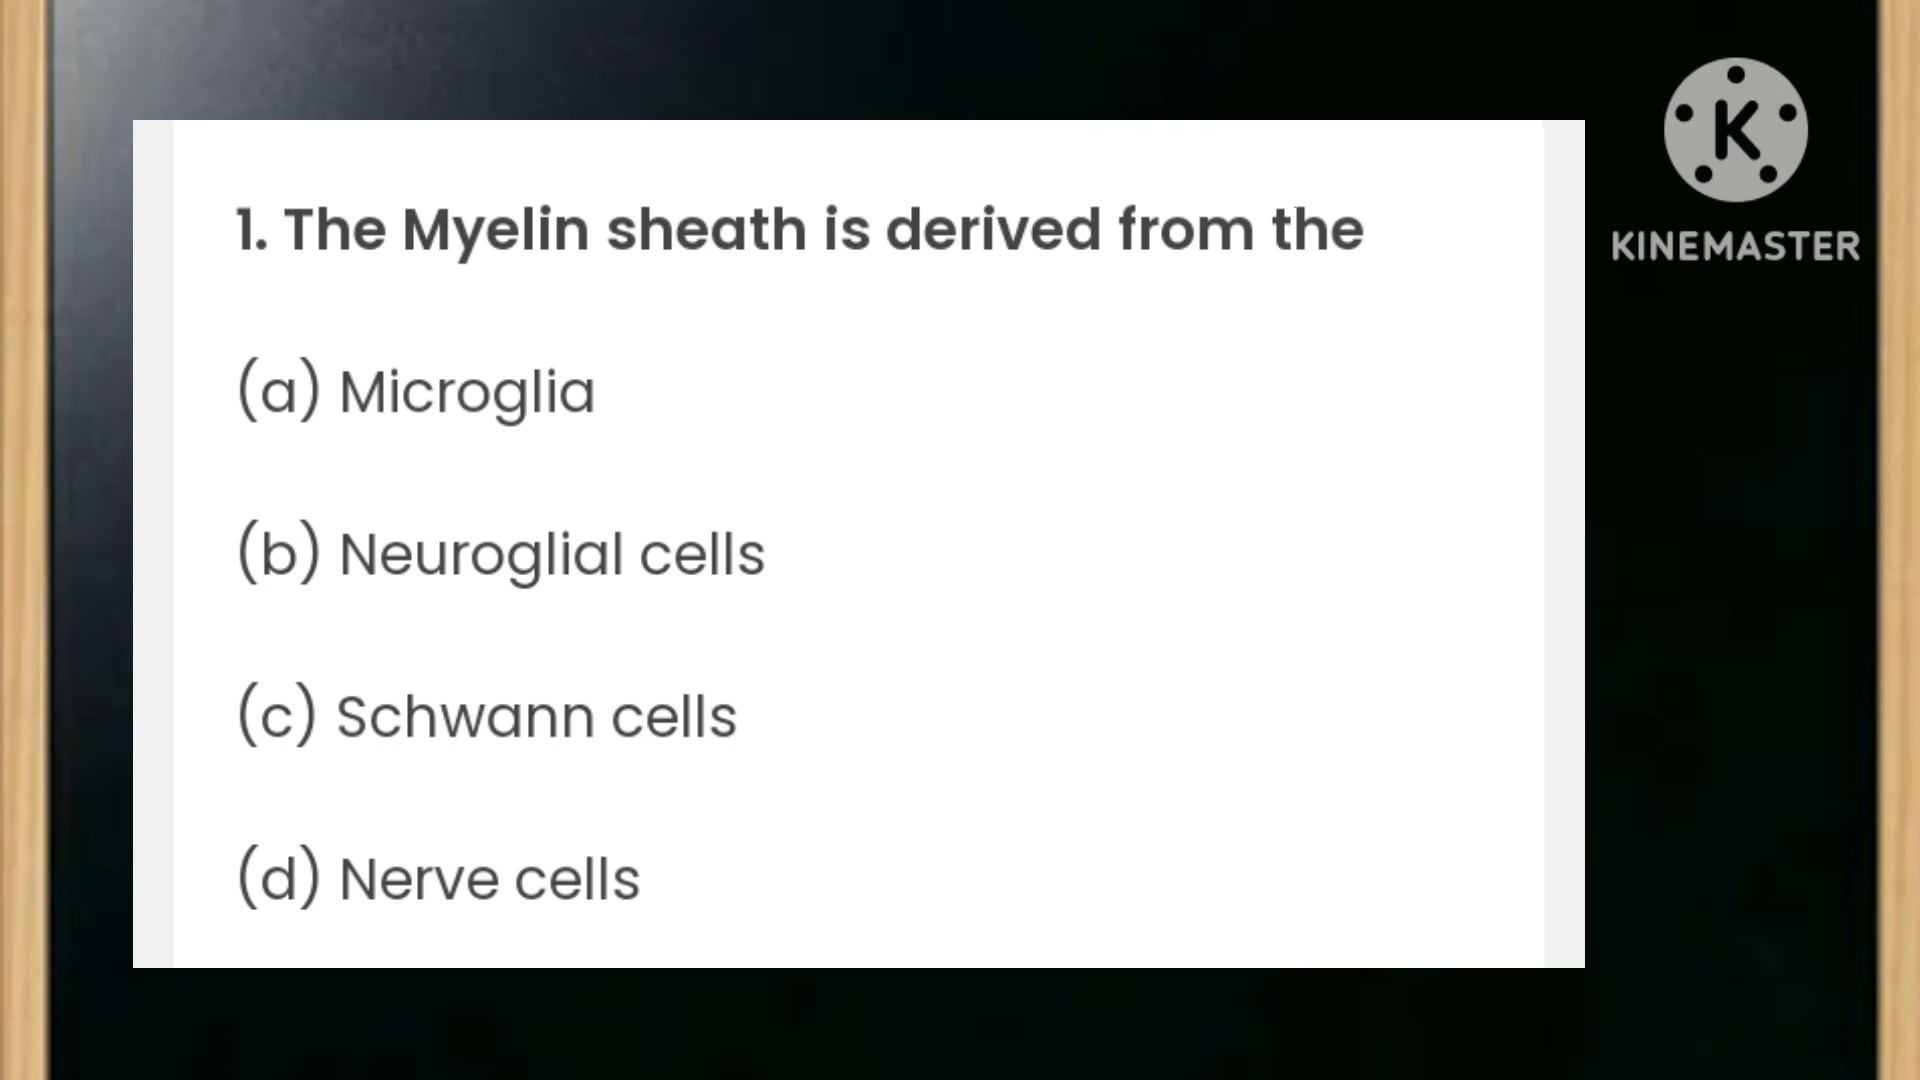 1. The Myelin sheath is derived from the
(a) Microglia
(b) Neuroglial cells
(c) Schwann cells
(d) Nerve cells
K
KINEMASTER